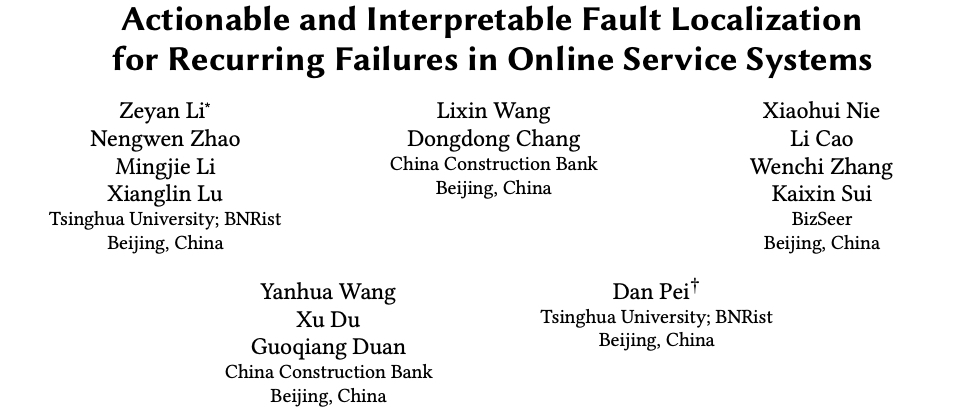 Actionable and Interpretable Fault Localization
for Recurring Failures in Online Service Systems
Zeyan Li*
Nengwen Zhao
Mingjie Li
Xianglin Lu
Tsinghua University; BNRist
Beijing, China
Lixin Wang
Dongdong Chang
China Construction Bank
Beijing, China
Xiaohui Nie
Li Cao
Wenchi Zhang
Kaixin Sui
BizSeer
Beijing, China
Yanhua Wang
Xu Du
Guoqiang Duan
China Construction Bank
Beijing, China
Dan Pei†
Tsinghua University; BNRist
Beijing, China